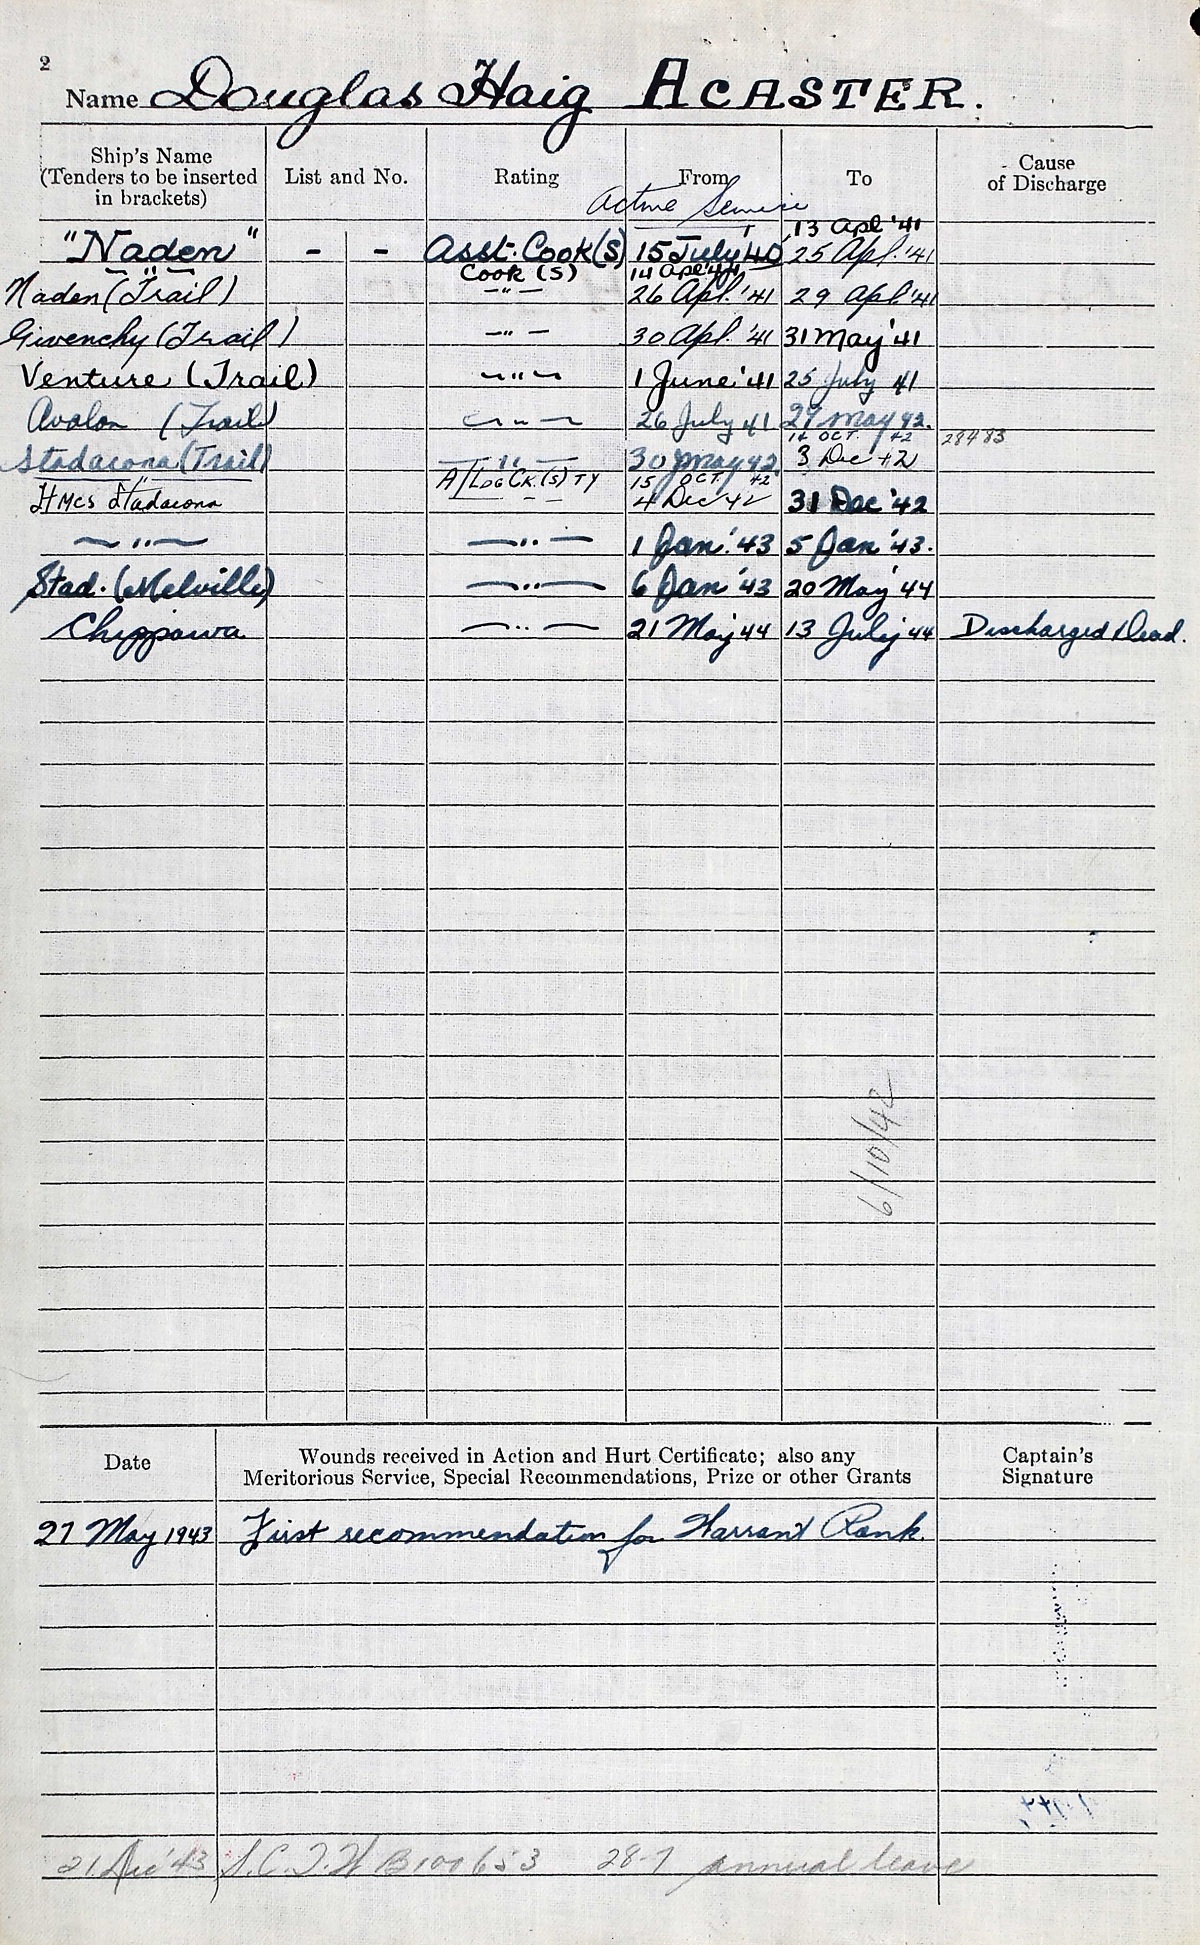 2
Name Douglas Haig ACASTER.
Ship's Name (Tenders to be inserted in brackets) List and No. Rating From To Cause of Discharge
Active Service
13 Apl '41
"Naden" - - Asst. Cook (S) 15 July '40 25 Apl. '41
Cook (S) 14 Apl '41
Naden (Trail) —"— 26 Apl. '41 29 Apl. '41
Givenchy (Trail) —"— 30 Apl. '41 31 May '41
Venture (Trail) —"— 1 June '41 25 July 41
Avalon (Trail) —"— 26 July 41 29 May 42.
14 OCT. 42 28483
Stadacona (Trail) —"— 30 May 42 3 Dec 42
A/LDG CK. (S) TY 15 OCT. 42
HMCS Stadacona — — 4 Dec 42 31 Dec '42
—"— —"— 1 Jan. '43 5 Jan '43.
Stad. (Melville) —"— 6 Jan '43 20 May '44
Chippawa —"— 21 May 44 13 July 44 Discharged Dead.
6/10/42
Date Wounds received in Action and Hurt Certificate; also any Meritorious Service, Special Recommendations, Prize or other Grants Captain's Signature
27 May 1943 First recommendation for Warrant Rank.
21 Dec '43 B100653 28-7 annual leave